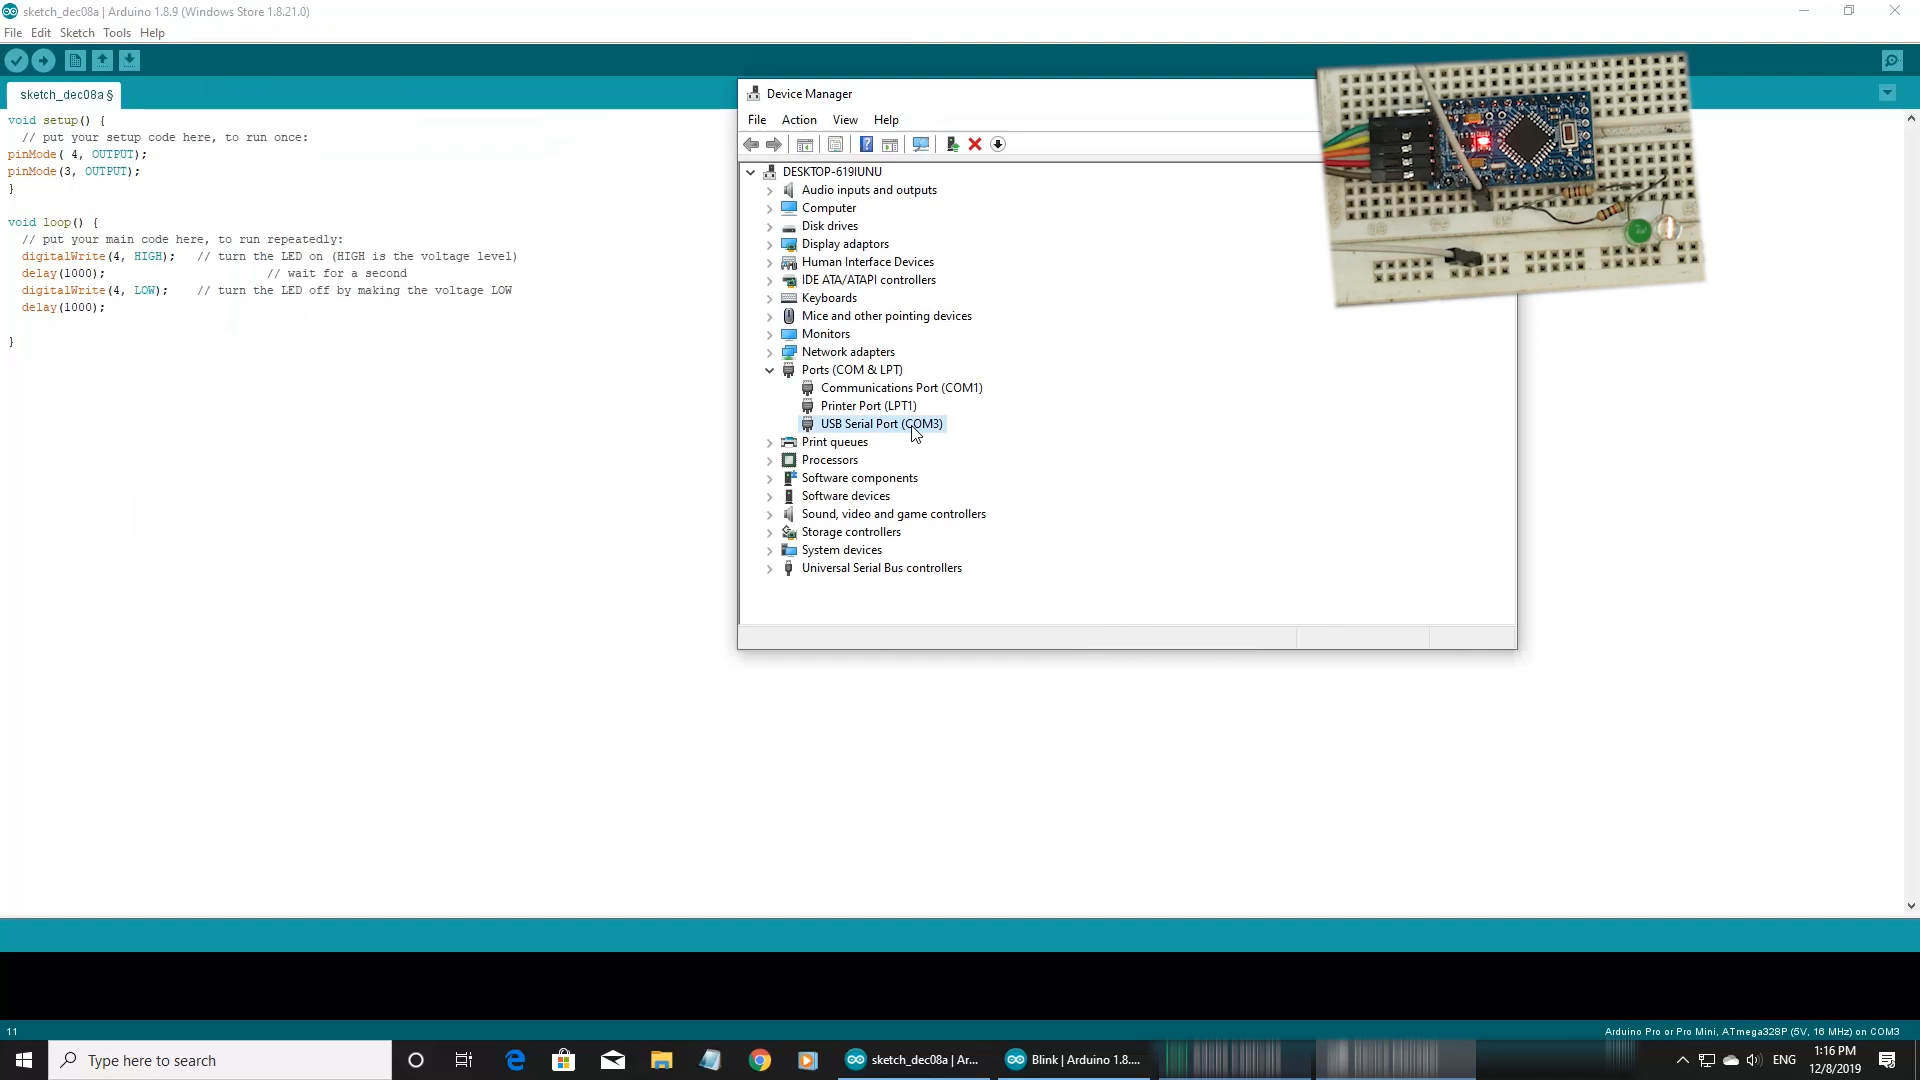 sketch_dec08a | Arduino 1.8.9 (Windows Store 1.8.21.0)
File Edit Sketch Tools Help
sketch_dec08a §
void setup() {
// put your setup code here, to run once:
pinMode( 4, OUTPUT);
pinMode(3, OUTPUT);
}
void loop() {
// put your main code here, to run repeatedly:
digitalWrite(4, HIGH); // turn the LED on (HIGH is the voltage level)
delay(1000); // wait for a second
digitalWrite(4, LOW); // turn the LED off by making the voltage LOW
delay(1000);
}
Device Manager
File Action View Help
DESKTOP-619IUNU
Audio inputs and outputs
Computer
Disk drives
Display adaptors
Human Interface Devices
IDE ATA/ATAPI controllers
Keyboards
Mice and other pointing devices
Monitors
Network adapters
Ports (COM & LPT)
Communications Port (COM1)
Printer Port (LPT1)
USB Serial Port (COM3)
Print queues
Processors
Software components
Software devices
Sound, video and game controllers
Storage controllers
System devices
Universal Serial Bus controllers
11
Arduino Pro or Pro Mini, ATmega328P (5V, 16 MHz) on COM3
Type here to search
sketch_dec08a | Ar...
Blink | Arduino 1.8....
ENG
1:16 PM
12/8/2019